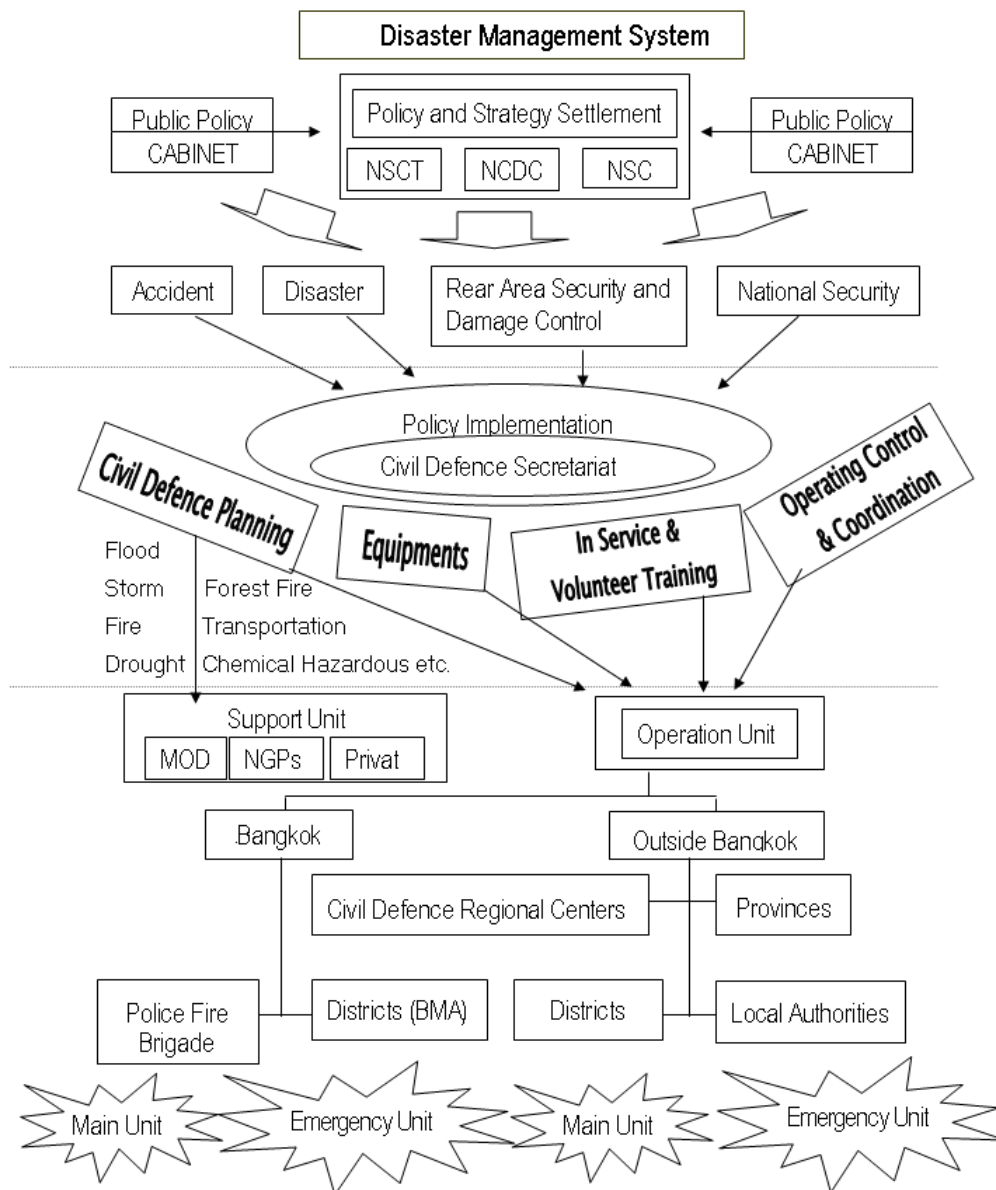 Disaster Management System
Policy and Strategy Settlement
Public Policy
CABINET
Public Policy
CABINET
NSCT
NCDC
NSC
Accident
Disaster
Rear Area Security and
Damage Control
National Security
Policy Implementation
Civil Defence Secretariat
Civil Defence Planning
Equipments
In Service &
Volunteer Training
Operating Control
& Coordination
Flood
Storm
Forest Fire
Fire
Transportation
Drought
Chemical Hazardous etc.
Support Unit
MOD
NGPs
Privat
Operation Unit
.Bangkok
Outside Bangkok
Civil Defence Regional Centers
Provinces
Police Fire
Brigade
Districts (BMA)
Districts
Local Authorities
Main Unit
Emergency Unit
Main Unit
Emergency Unit